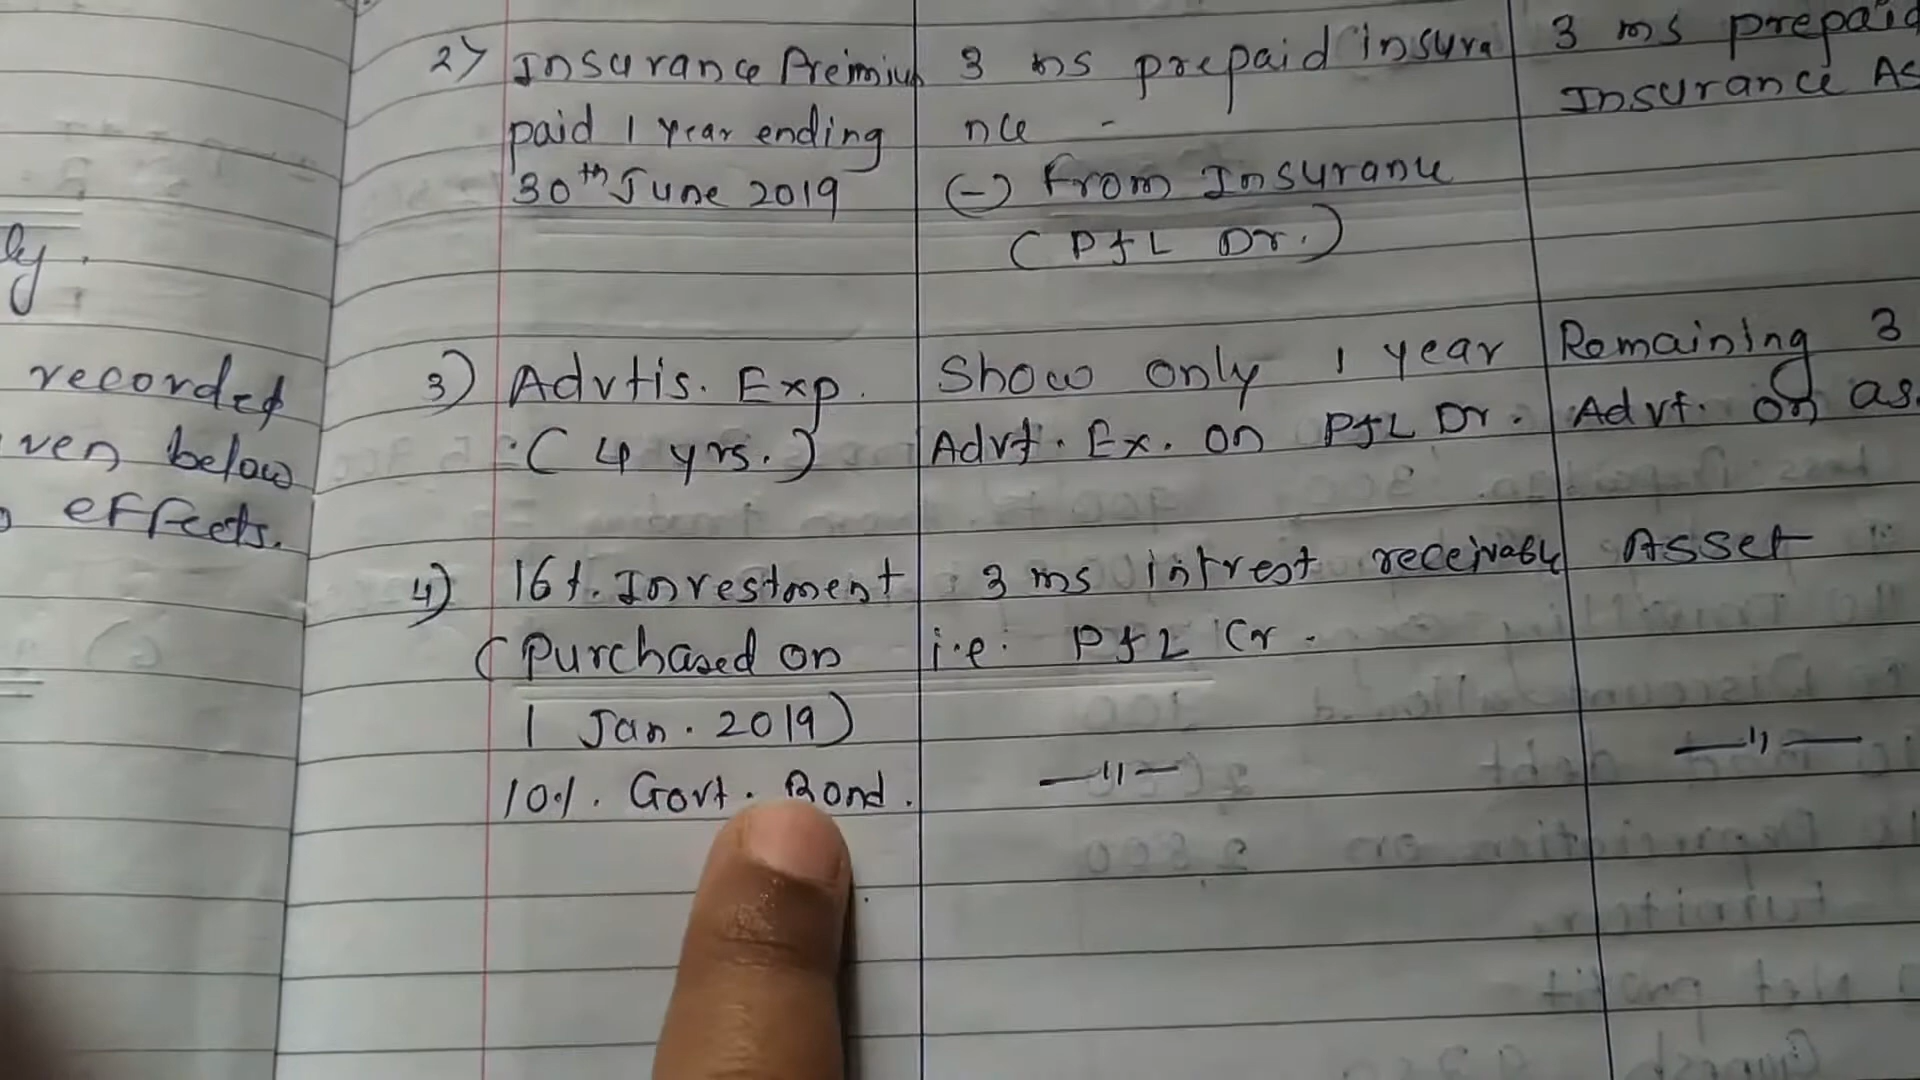 2) Insurance Preimium 3 ms prepaid insura 3 ms prepaid
paid 1 year ending nce - Insurance As
30th June 2019 (-) from Insurance
(P&L Dr.)
ly.
3) Advtis. Exp. Show only 1 year Remaining 3
(4 yrs.) Advt. Ex. on P&L Dr. Advt. on as.
recorded
ven below
effects.
4) 16%. Investment 3 ms intrest receivable Asset
(Purchased on i.e. P&L Cr.
1 Jan. 2019)
10%. Govt. Bond. —"— —"—